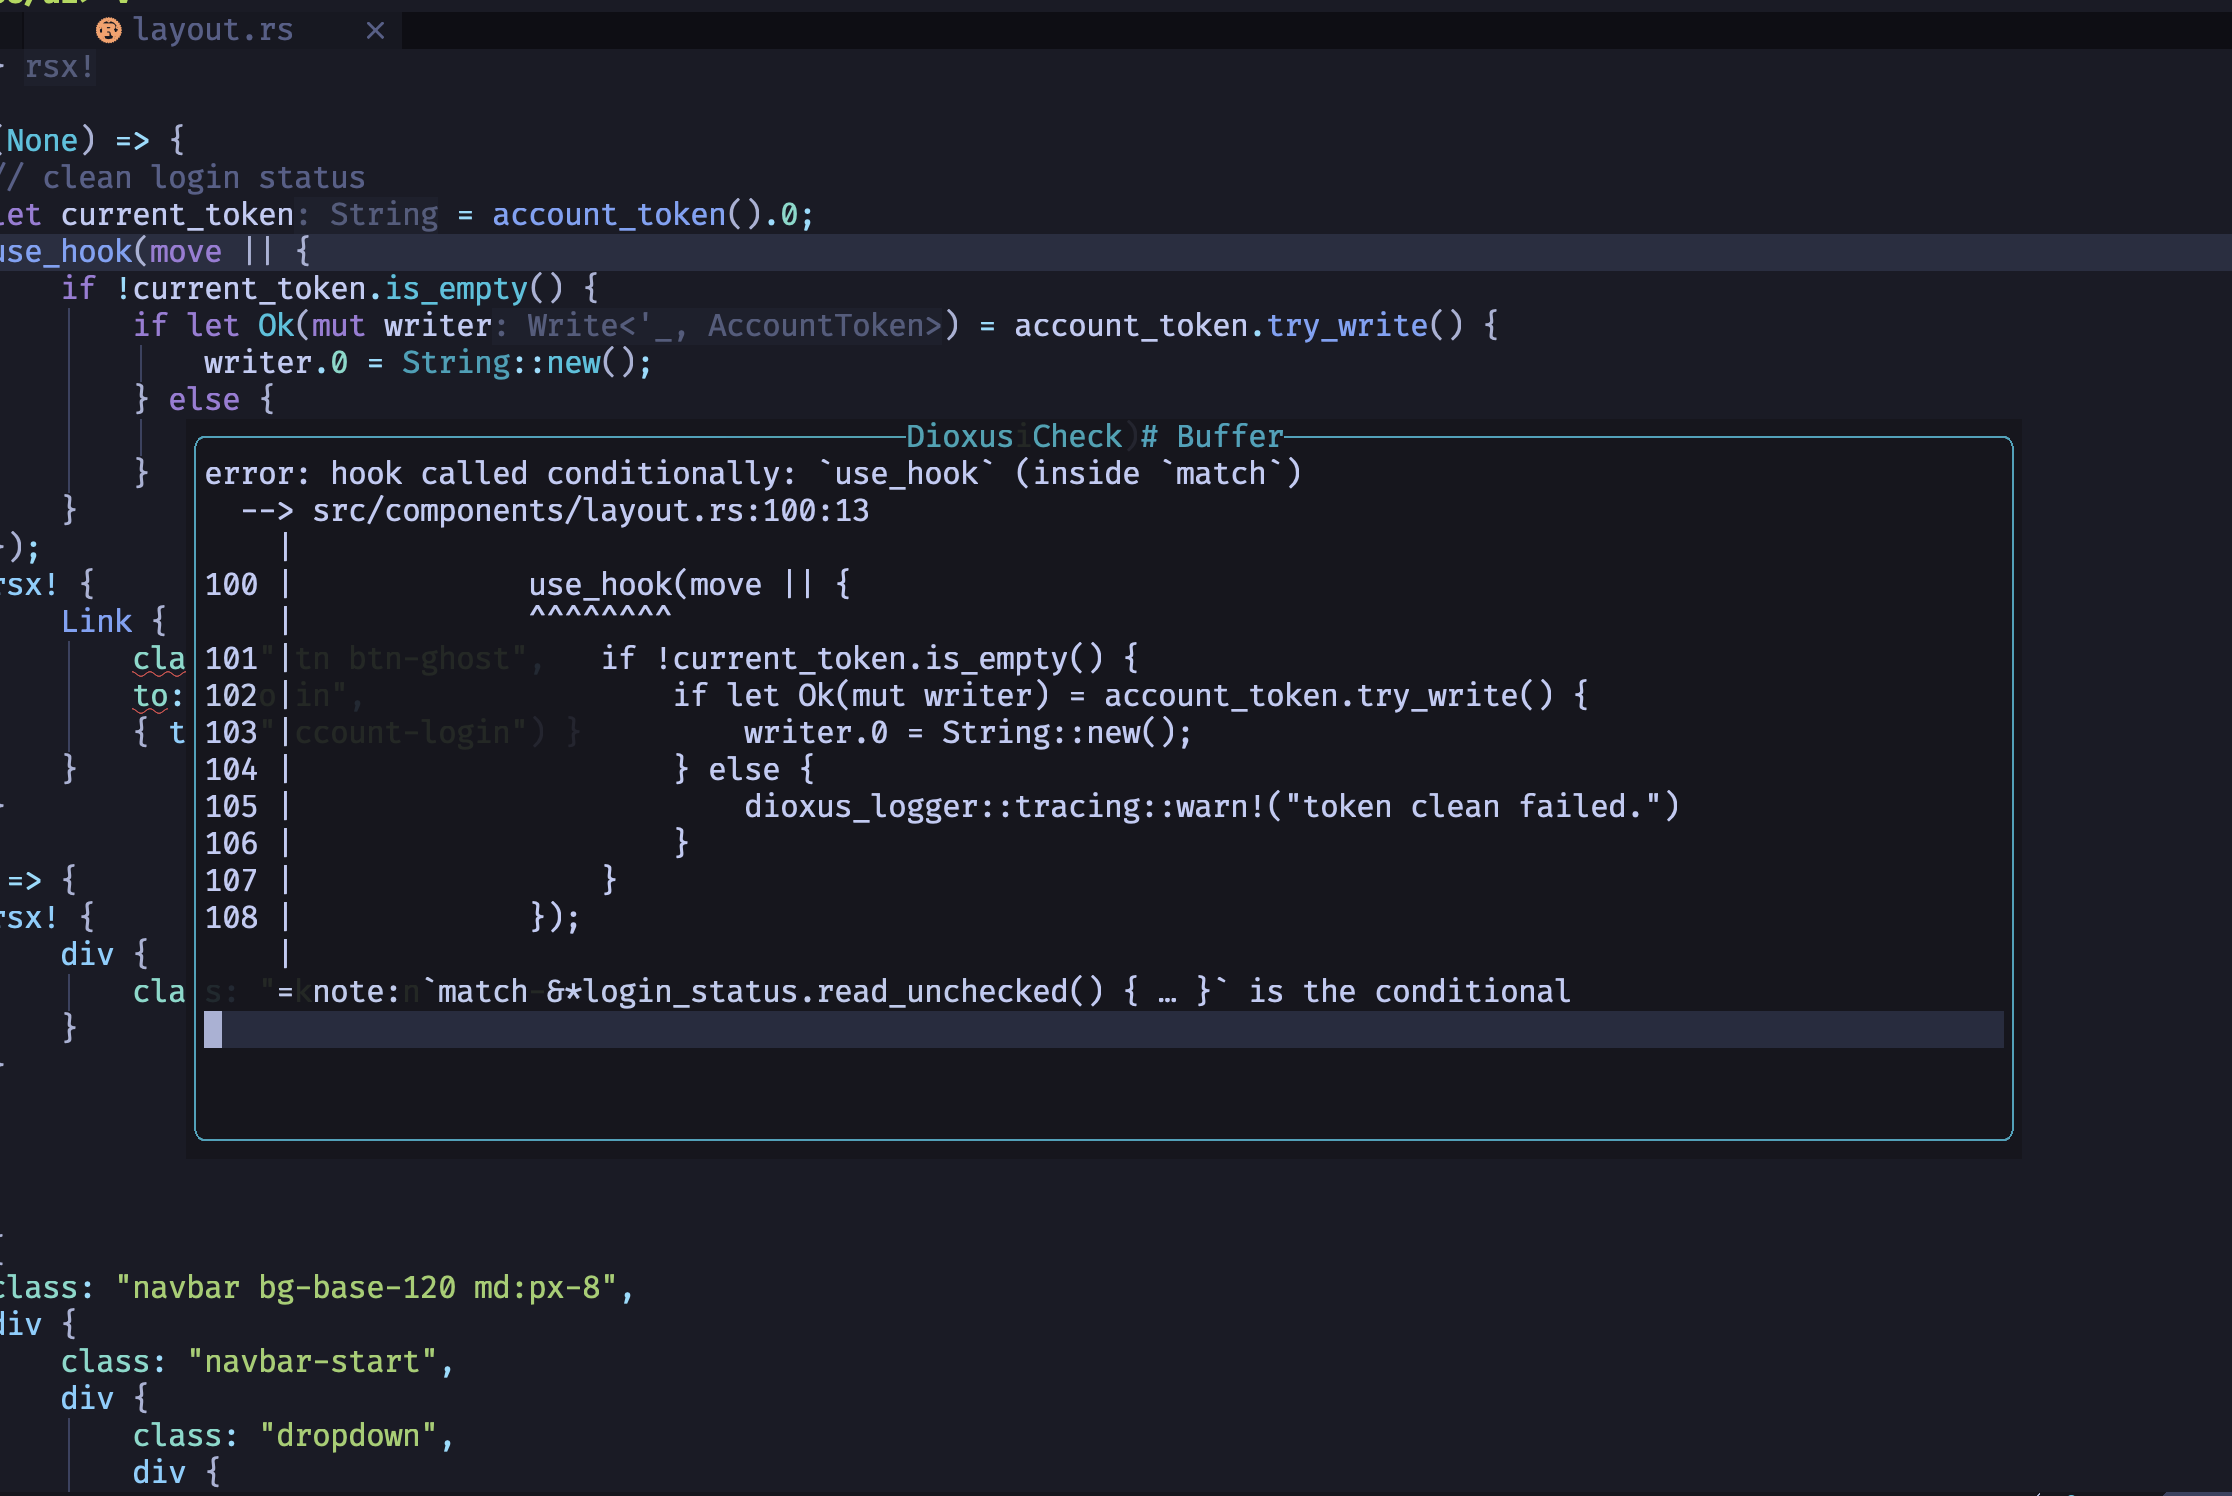 layout.rs ×
rsx!
(None) => {
// clean login status
let current_token: String = account_token().0;
use_hook(move || {
if !current_token.is_empty() {
if let Ok(mut writer: Write<'_, AccountToken>) = account_token.try_write() {
writer.0 = String::new();
} else {
}
}
});
rsx! {
Link {
cla
to:
{ t
}
=> {
rsx! {
div {
cla
}
Dioxus Check # Buffer
error: hook called conditionally: `use_hook` (inside `match`)
--> src/components/layout.rs:100:13
|
100 | use_hook(move || {
| ^^^^^^^^
101 | if !current_token.is_empty() {
102 | if let Ok(mut writer) = account_token.try_write() {
103 | writer.0 = String::new();
104 | } else {
105 | dioxus_logger::tracing::warn!("token clean failed.")
106 | }
107 | }
108 | });
|
= note: `match &*login_status.read_unchecked() { … }` is the conditional
class: "navbar bg-base-120 md:px-8",
div {
class: "navbar-start",
div {
class: "dropdown",
div {